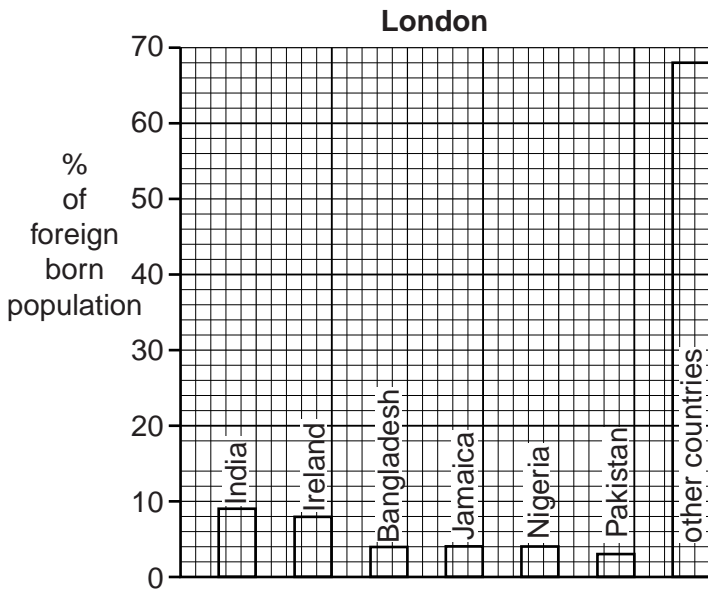 London
70
60
50
40
30
20
10
0
%
of
foreign
born
population
India
Ireland
Bangladesh
Jamaica
Nigeria
Pakistan
other countries